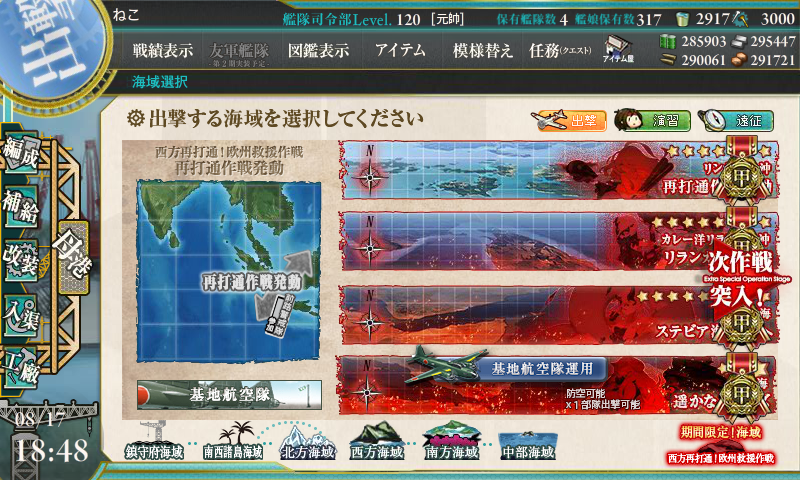 ねこ
艦隊司令部Level. 120 [元帥]
保有艦隊数 4 艦娘保有数 317
2917
3000
出撃
戦績表示
友軍艦隊
-第2期実装予定-
図鑑表示
アイテム
模様替え
任務(クエスト)
アイテム屋
285903
295447
290061
291721
海域選択
出撃する海域を選択してください
出撃
演習
遠征
編成
補給
改装
入渠
工廠
母港
西方再打通!欧州救援作戦
再打通作戦発動
再打通作戦発動
N
リン
沖
再打通
甲
N
カレー洋リ
沖
リランカ
甲
次作戦
Extra Special Operation Stage
突入!
N
ステビア海
甲
N
基地航空隊運用
防空可能
×1部隊出撃可能
海
遥かな
甲
基地航空隊
08/17
18:48
鎮守府海域
南西諸島海域
北方海域
西方海域
南方海域
中部海域
期間限定!海域
西方再打通!欧州救援作戦